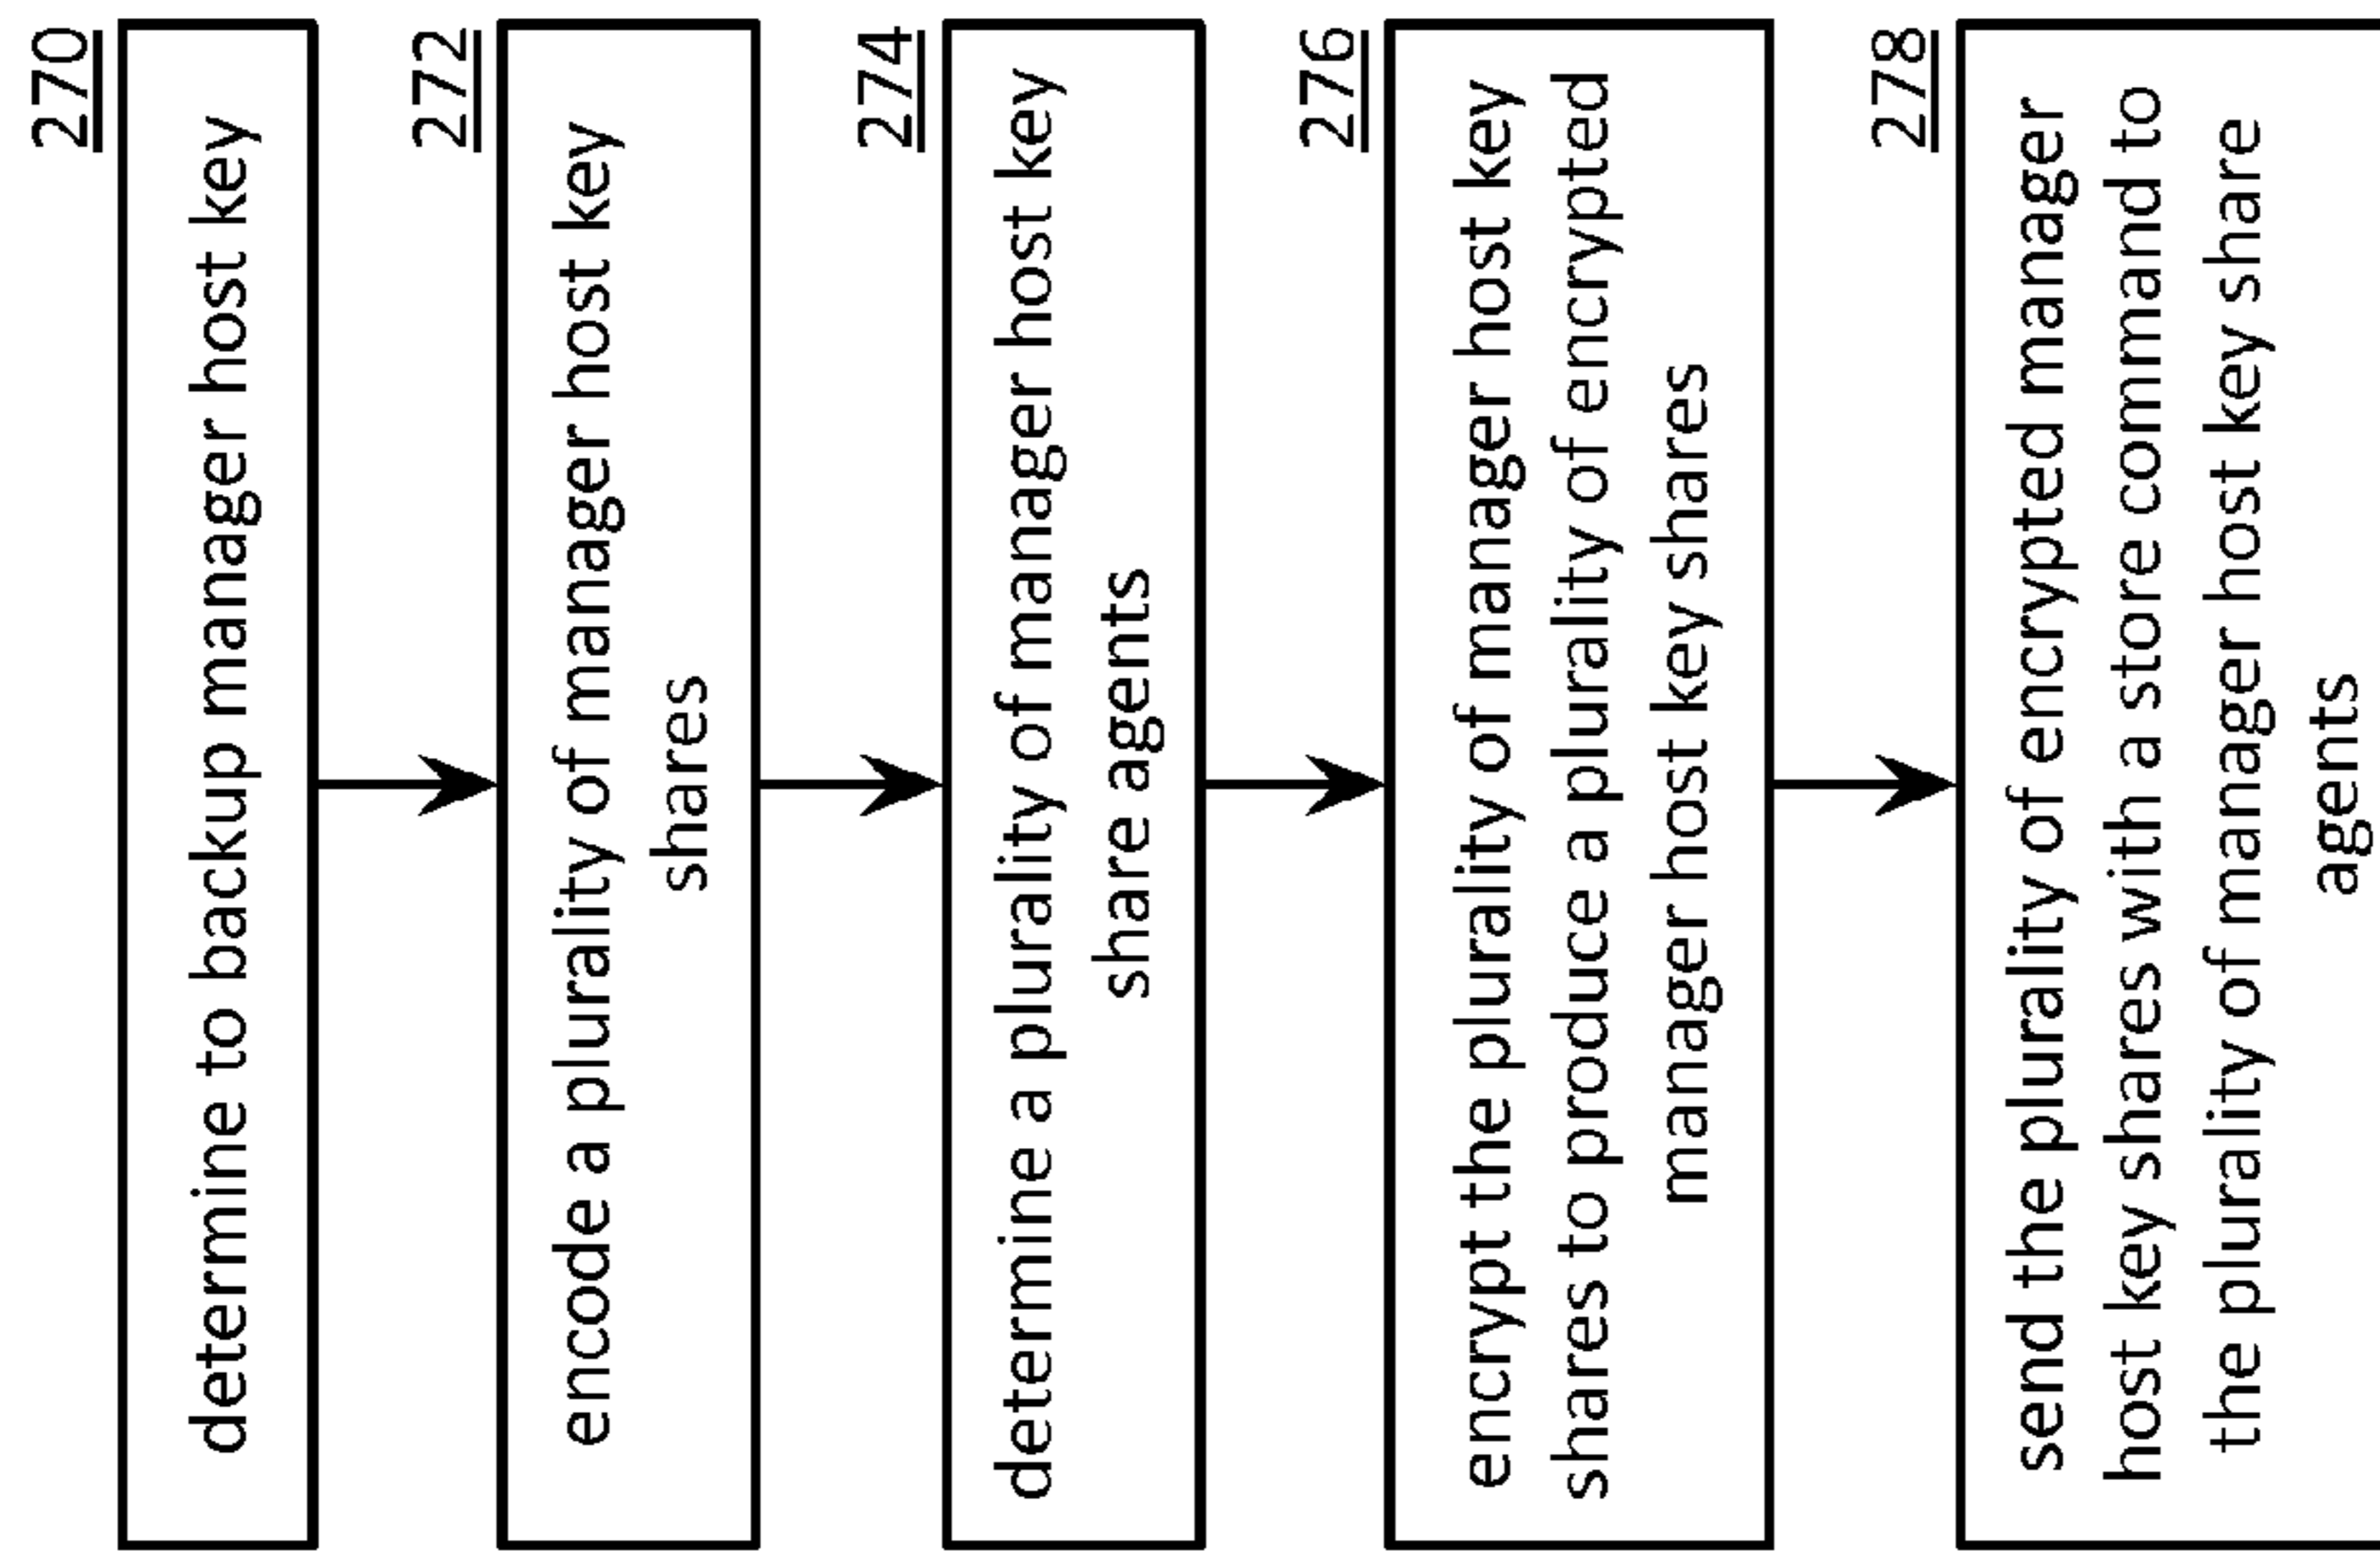 270
determine to backup manager host key
272
encode a plurality of manager host key
shares
274
determine a plurality of manager host key
share agents
276
encrypt the plurality of manager host key
shares to produce a plurality of encrypted
manager host key shares
278
send the plurality of encrypted manager
host key shares with a store command to
the plurality of manager host key share
agents